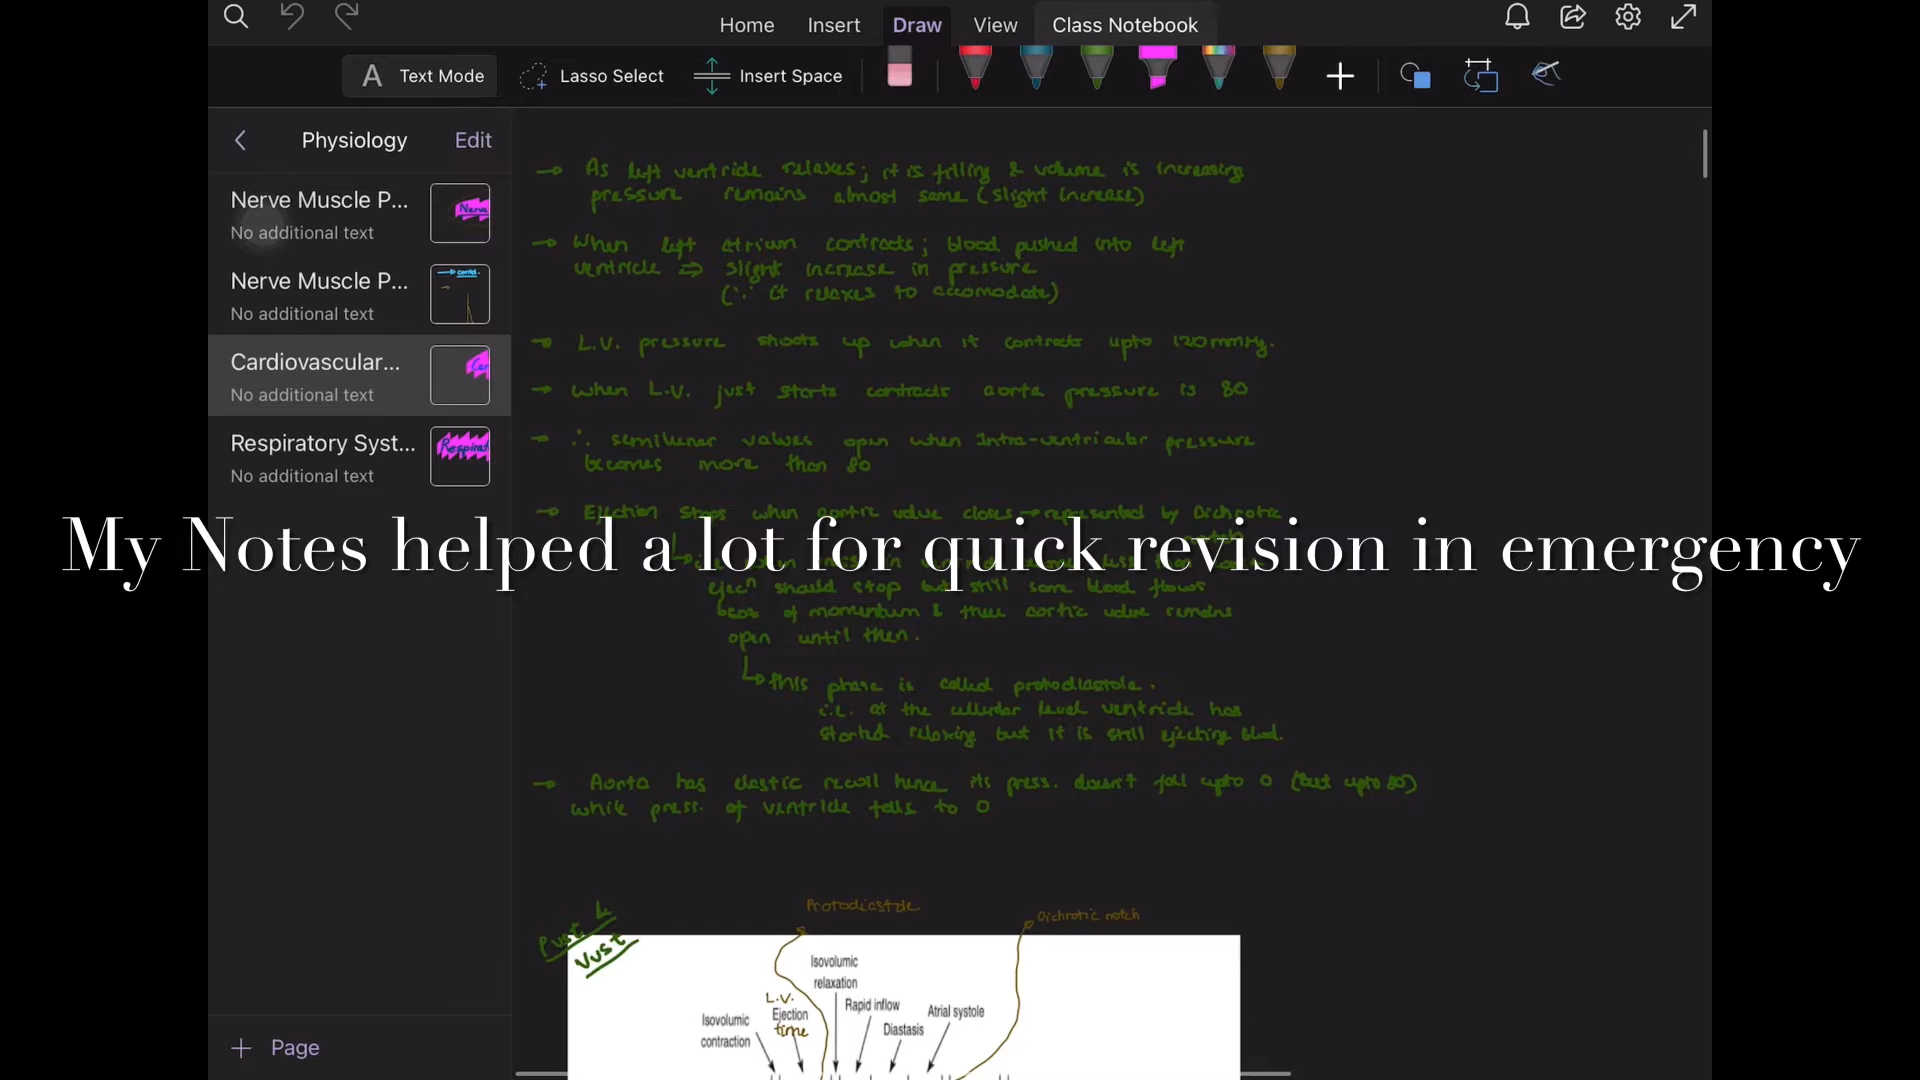 Home Insert Draw View Class Notebook
Text Mode Lasso Select Insert Space
Physiology Edit
Nerve Muscle P...
No additional text
Nerve
Nerve Muscle P...
No additional text
contd.
Cardiovascular...
No additional text
Car
Respiratory Syst...
No additional text
Respirat
Page
→ As left ventricle relaxes; it is filling & volume is increasing
pressure remains almost same (slight increase)
→ When left atrium contracts; blood pushed into left
ventricle ⇒ slight increase in pressure
(∵ it relaxes to accomodate)
→ L.V. pressure shoots up when it contracts upto 120mmHg.
→ when L.V. just starts contracts aorta pressure is 80
→ ∴ semilunar valves open when Intra-ventricular pressure
becomes more than 80
→ Ejection stops when aortic valve closes → represented by Dichrotic
My Notes helped a lot for quick revision in emergency
ejecn should stop but still some blood flows
bcoz of momentum & thus aortic valve remains
open until then.
↳ this phase is called protodiastole.
i.e. at the cellular level ventricle has
started relaxing but it is still ejecting blood.
→ Aorta has elastic recoil hence its press. doesn't fall upto 0 (but upto 80)
while press. of ventricle falls to 0
Protodiastole
Dichrotic notch
Vust
Isovolumic
relaxation
L.V.
Ejection
time
Rapid inflow
Atrial systole
Isovolumic
contraction
Diastasis